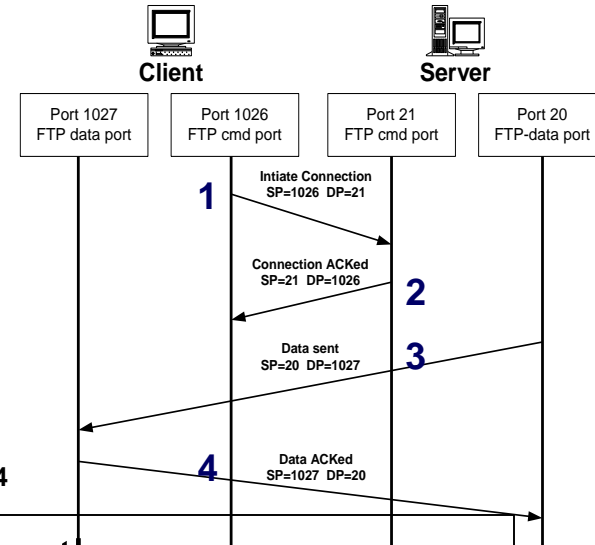 Client
Server
Port 1027
FTP data port
Port 1026
FTP cmd port
Port 21
FTP cmd port
Port 20
FTP-data port
1
Intiate Connection
SP=1026 DP=21
Connection ACKed
SP=21 DP=1026
2
Data sent
SP=20 DP=1027
3
4
Data ACKed
SP=1027 DP=20
4